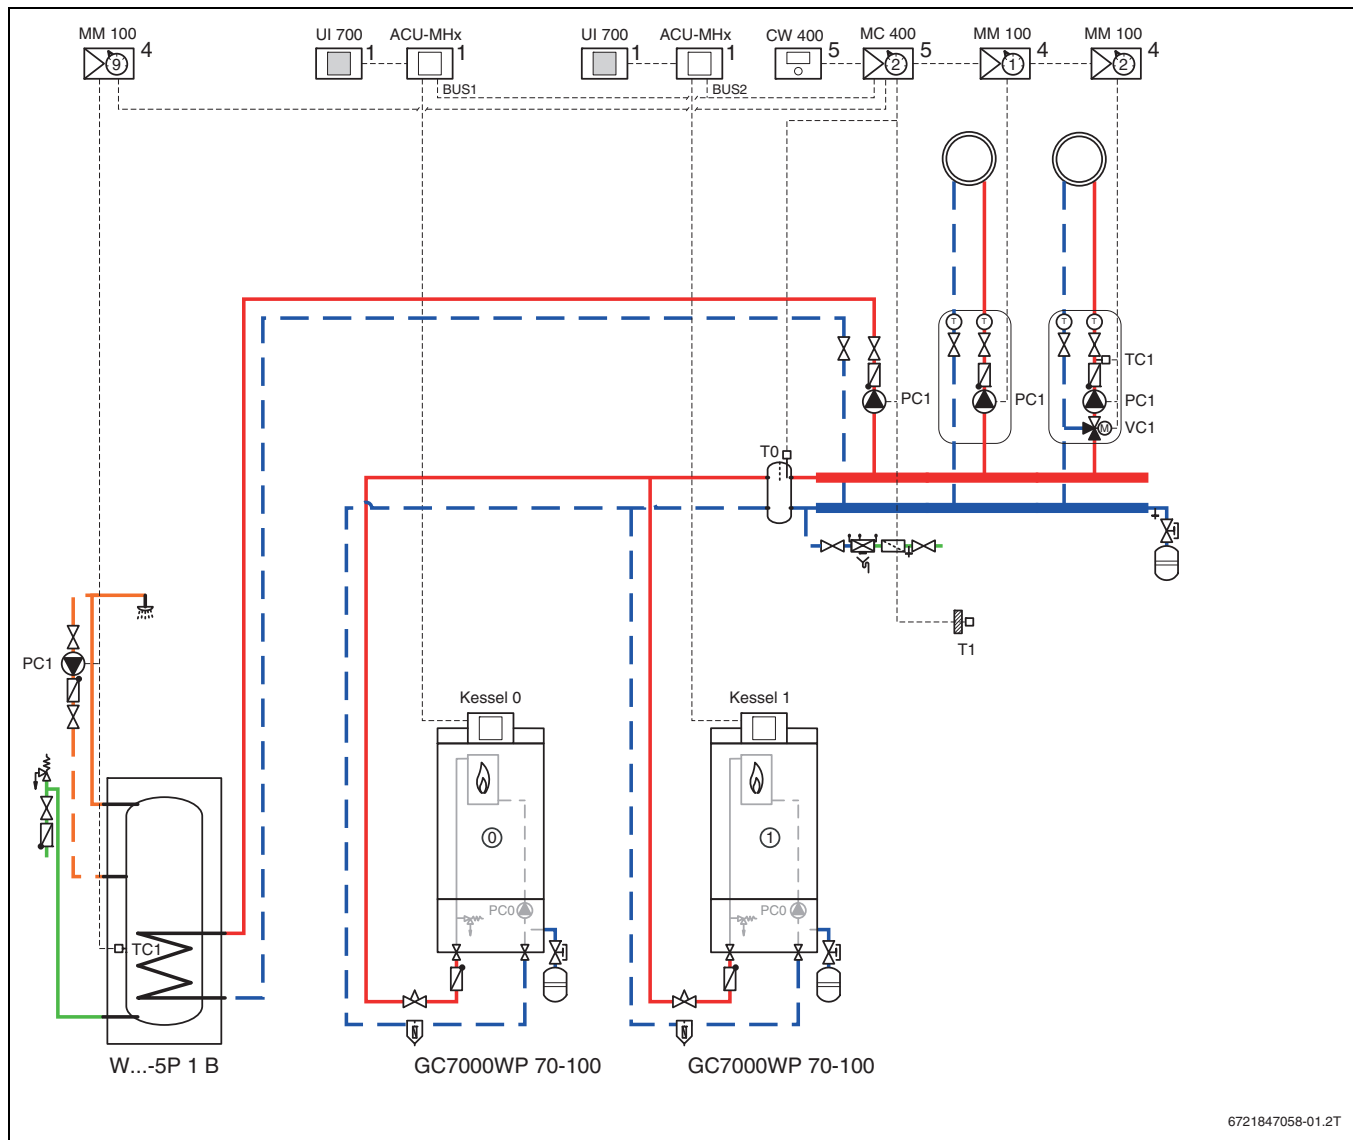 MM 100
4
9
UI 700
1
ACU-MHx
1
UI 700
1
ACU-MHx
1
CW 400
5
MC 400
5
2
MM 100
4
1
MM 100
4
2
BUS1
BUS2
T
T
T
T
TC1
PC1
PC1
PC1
VC1
M
T0
T1
PC1
Kessel 0
Kessel 1
0
1
PC0
PC0
TC1
W...-5P 1 B
GC7000WP 70-100
GC7000WP 70-100
6721847058-01.2T